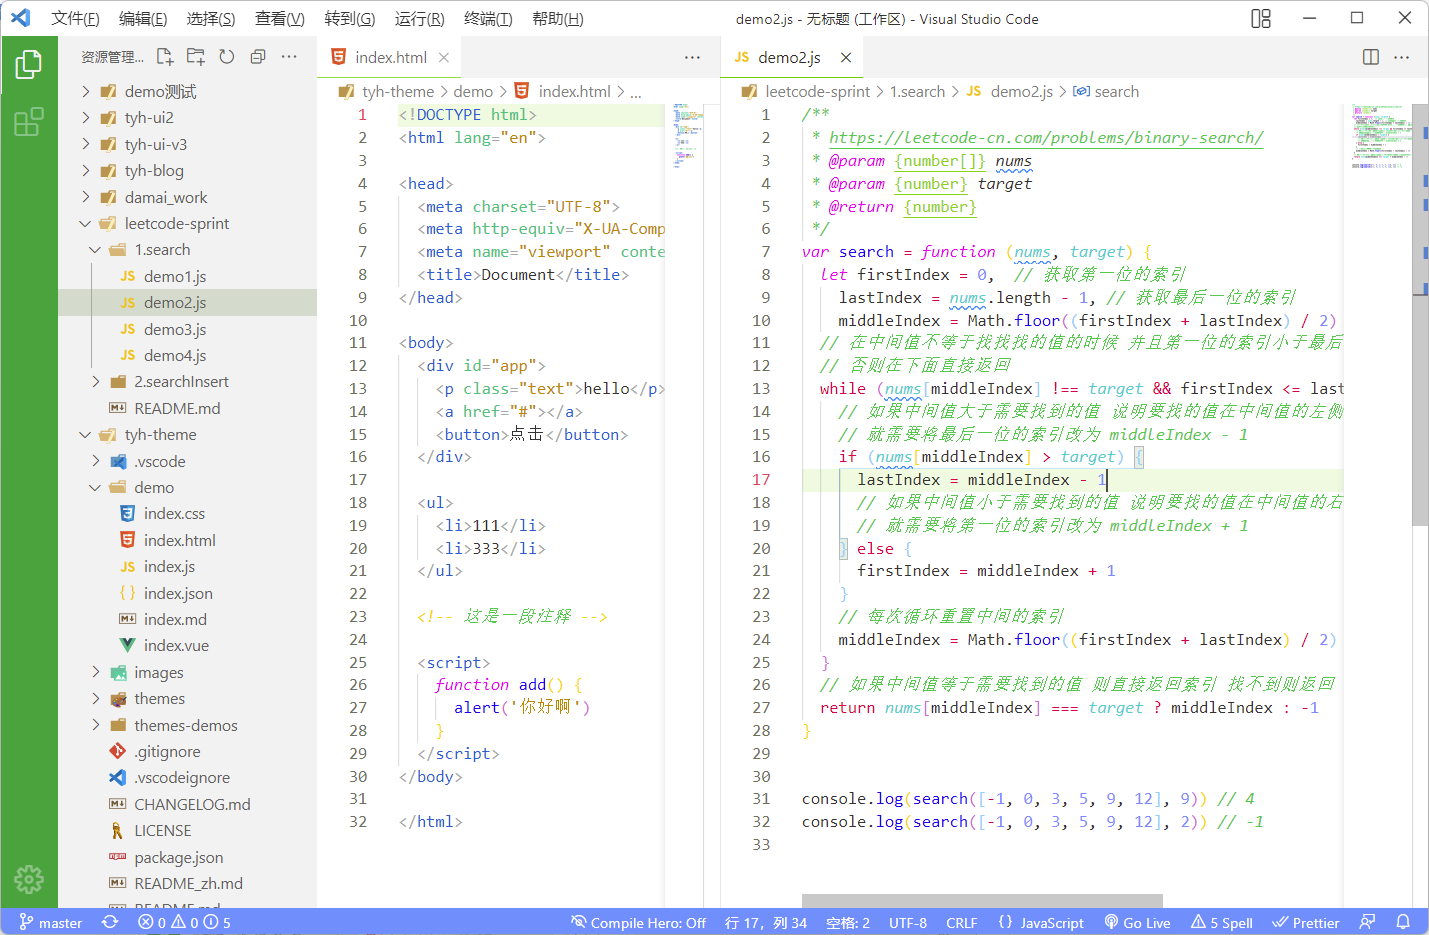 文件(F) 编辑(E) 选择(S) 查看(V) 转到(G) 运行(R) 终端(T) 帮助(H) demo2.js - 无标题 (工作区) - Visual Studio Code
资源管理...
demo测试
tyh-ui2
tyh-ui-v3
tyh-blog
damai_work
leetcode-sprint
1.search
JS demo1.js
JS demo2.js
JS demo3.js
JS demo4.js
2.searchInsert
README.md
tyh-theme
.vscode
demo
index.css
index.html
JS index.js
{} index.json
index.md
index.vue
images
themes
themes-demos
.gitignore
.vscodeignore
CHANGELOG.md
LICENSE
package.json
README_zh.md
README.md
index.html
tyh-theme > demo > index.html > ...
1 <!DOCTYPE html>
2 <html lang="en">
3
4 <head>
5 <meta charset="UTF-8">
6 <meta http-equiv="X-UA-Comp
7 <meta name="viewport" conte
8 <title>Document</title>
9 </head>
10
11 <body>
12 <div id="app">
13 <p class="text">hello</p>
14 <a href="#"></a>
15 <button>点击</button>
16 </div>
17
18 <ul>
19 <li>111</li>
20 <li>333</li>
21 </ul>
22
23 <!-- 这是一段注释 -->
24
25 <script>
26 function add() {
27 alert('你好啊')
28 }
29 </script>
30 </body>
31
32 </html>
JS demo2.js
leetcode-sprint > 1.search > JS demo2.js > search
1 /**
2 * https://leetcode-cn.com/problems/binary-search/
3 * @param {number[]} nums
4 * @param {number} target
5 * @return {number}
6 */
7 var search = function (nums, target) {
8 let firstIndex = 0, // 获取第一位的索引
9 lastIndex = nums.length - 1, // 获取最后一位的索引
10 middleIndex = Math.floor((firstIndex + lastIndex) / 2)
11 // 在中间值不等于找找找的值的时候 并且第一位的索引小于最后
12 // 否则在下面直接返回
13 while (nums[middleIndex] !== target && firstIndex <= last
14 // 如果中间值大于需要找到的值 说明要找的值在中间值的左侧
15 // 就需要将最后一位的索引改为 middleIndex - 1
16 if (nums[middleIndex] > target) {
17 lastIndex = middleIndex - 1
18 // 如果中间值小于需要找到的值 说明要找的值在中间值的右
19 // 就需要将第一位的索引改为 middleIndex + 1
20 } else {
21 firstIndex = middleIndex + 1
22 }
23 // 每次循环重置中间的索引
24 middleIndex = Math.floor((firstIndex + lastIndex) / 2)
25 }
26 // 如果中间值等于需要找到的值 则直接返回索引 找不到则返回
27 return nums[middleIndex] === target ? middleIndex : -1
28 }
29
30
31 console.log(search([-1, 0, 3, 5, 9, 12], 9)) // 4
32 console.log(search([-1, 0, 3, 5, 9, 12], 2)) // -1
33
master 0 0 5 Compile Hero: Off 行 17，列 34 空格: 2 UTF-8 CRLF {} JavaScript Go Live 5 Spell Prettier